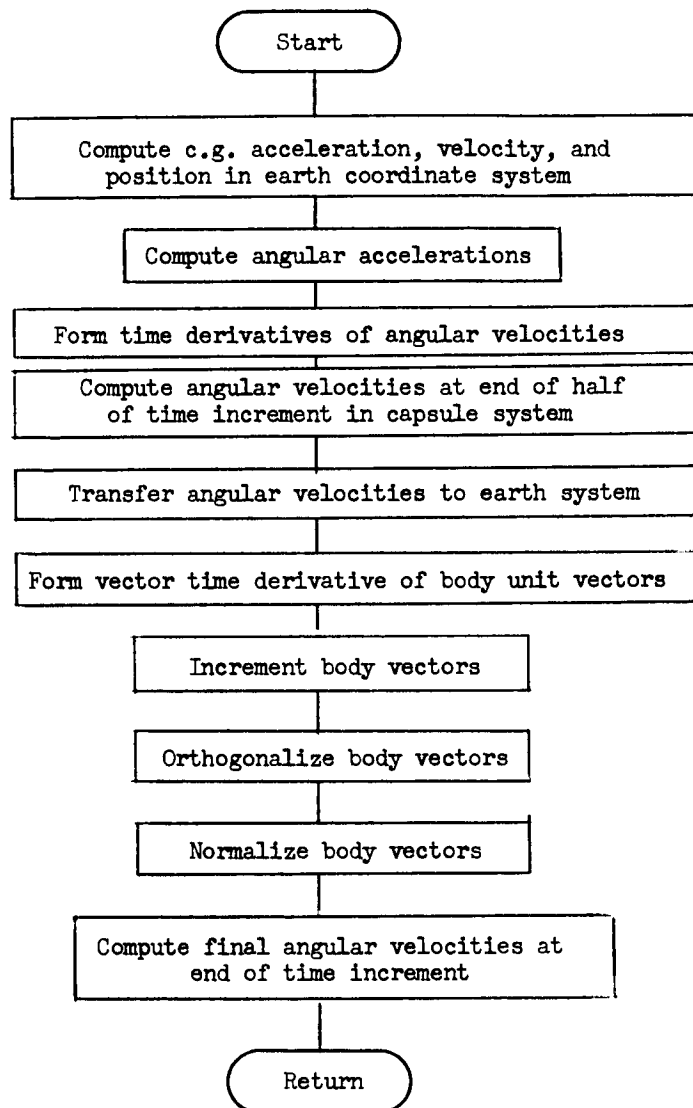 Start
Compute c.g. acceleration, velocity, and
position in earth coordinate system
Compute angular accelerations
Form time derivatives of angular velocities
Compute angular velocities at end of half
of time increment in capsule system
Transfer angular velocities to earth system
Form vector time derivative of body unit vectors
Increment body vectors
Orthogonalize body vectors
Normalize body vectors
Compute final angular velocities at
end of time increment
Return